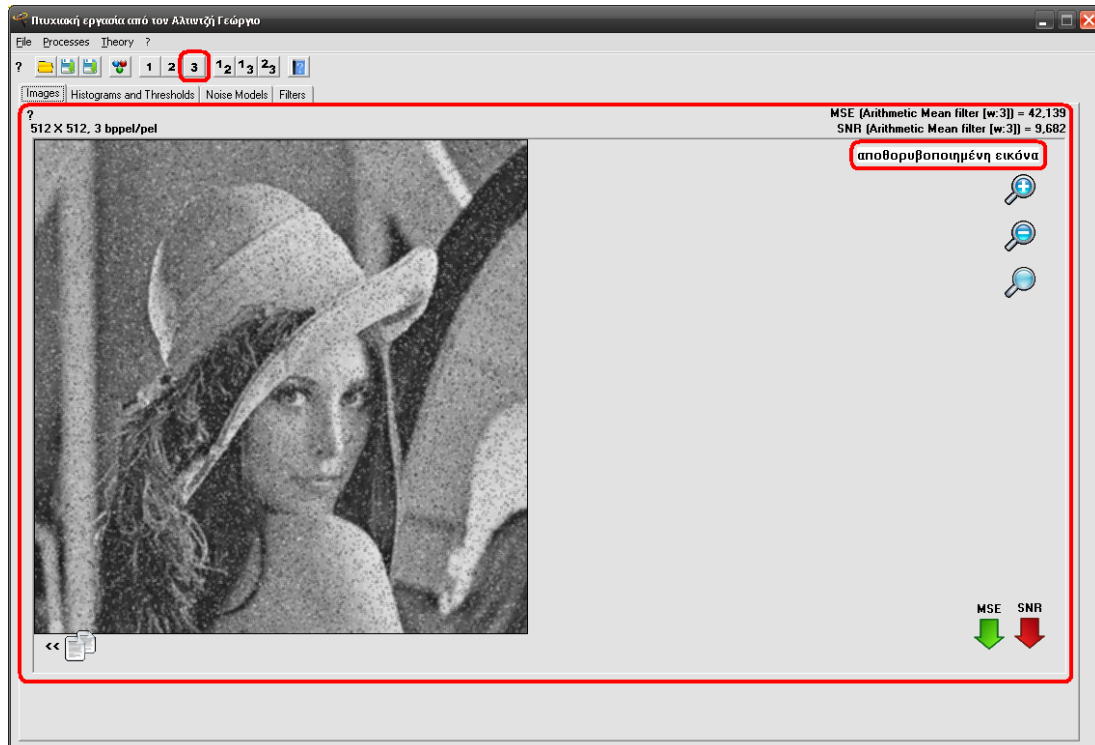 Πτυχιακή εργασία από τον Αλτιντζή Γεώργιο
File Processes Theory ?
? 1 2 3 1 2 1 3 2 3
Images Histograms and Thresholds Noise Models Filters
?
512 X 512, 3 bppel/pel
MSE (Arithmetic Mean filter [w:3]) = 42,139
SNR (Arithmetic Mean filter [w:3]) = 9,682
αποθορυβοποιημένη εικόνα
MSE SNR
<<